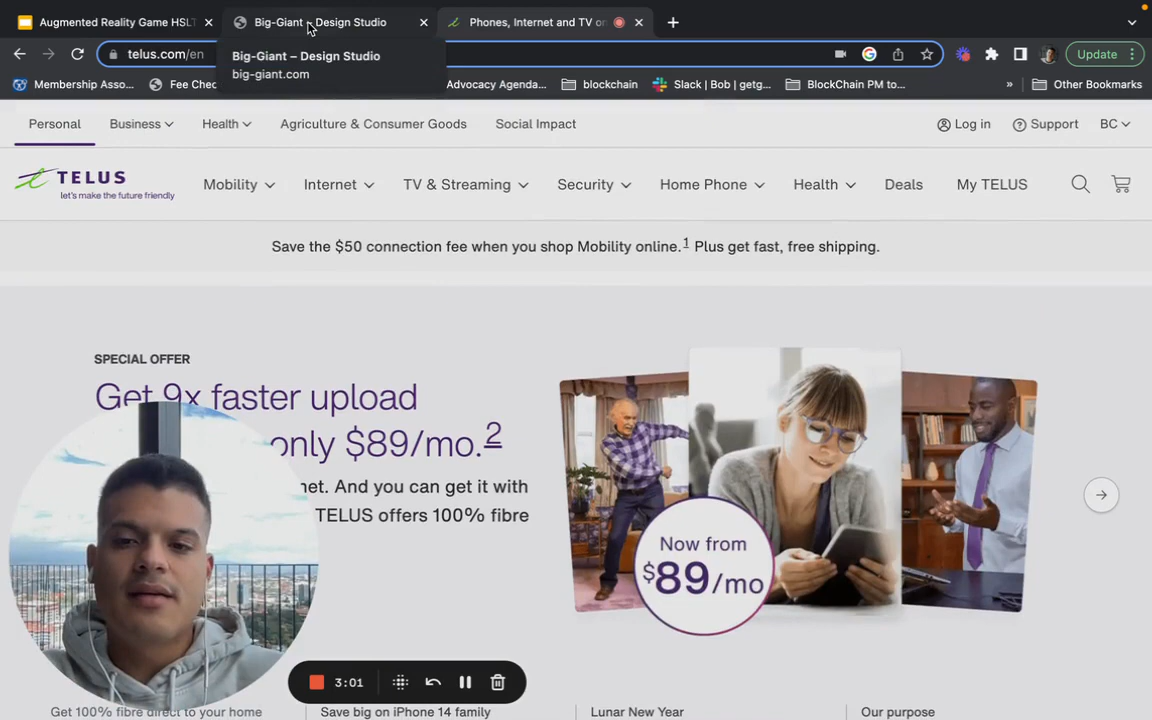 Augmented Reality Game HSLT
Big-Giant – Design Studio
Phones, Internet and TV on
telus.com/en
Update
Big-Giant – Design Studio
big-giant.com
Membership Asso...
Fee Chec
Advocacy Agenda...
blockchain
Slack | Bob | getg...
BlockChain PM to...
»
Other Bookmarks
Personal
Business
Health
Agriculture & Consumer Goods
Social Impact
Log in
Support
BC
TELUS
let's make the future friendly
Mobility
Internet
TV & Streaming
Security
Home Phone
Health
Deals
My TELUS
Save the $50 connection fee when you shop Mobility online.1 Plus get fast, free shipping.
SPECIAL OFFER
Get 9x faster upload
only $89/mo.2
net. And you can get it with
TELUS offers 100% fibre
Now from
$89/mo
3:01
Get 100% fibre direct to your home
Save big on iPhone 14 family
Lunar New Year
Our purpose